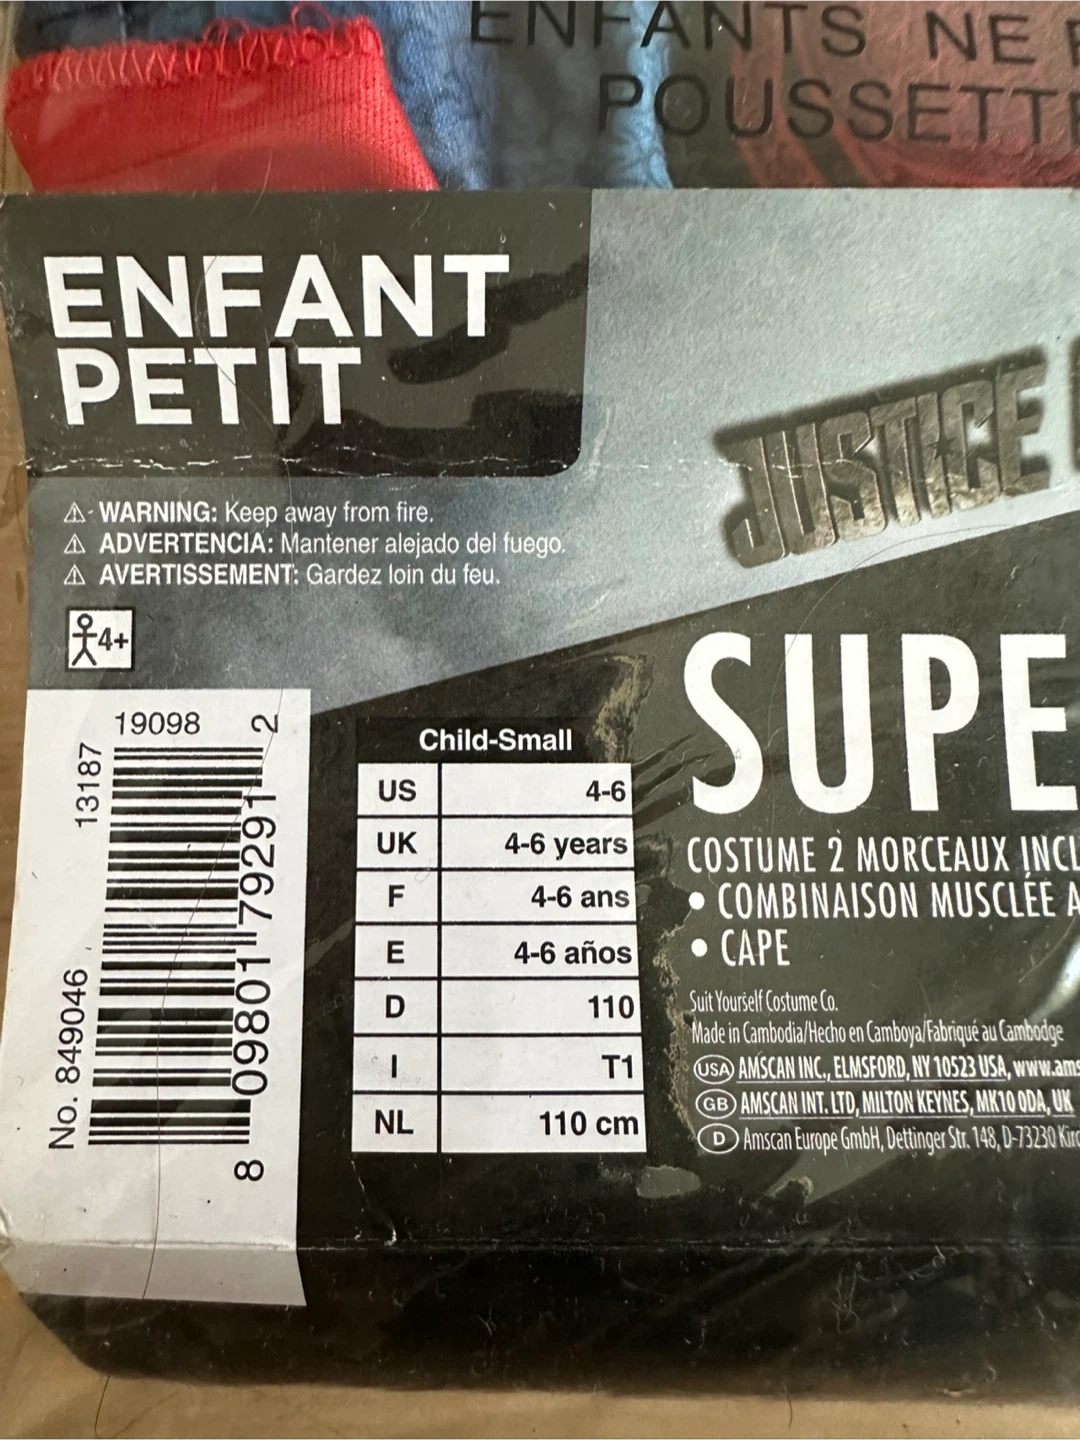 ENFANTS NE
POUSSETTE
ENFANT
PETIT
⚠ WARNING: Keep away from fire.
⚠ ADVERTENCIA: Mantener alejado del fuego.
⚠ AVERTISSEMENT: Gardez loin du feu.
4+
JUSTICE
19098
2
13187
No. 849046
8 09801 79291 2
Child-Small
US 4-6
UK 4-6 years
F 4-6 ans
E 4-6 años
D 110
I T1
NL 110 cm
SUPE
COSTUME 2 MORCEAUX INCL
• COMBINAISON MUSCLÉE A
• CAPE
Suit Yourself Costume Co.
Made in Cambodia/Hecho en Camboya/Fabriqué au Cambodge
USA AMSCAN INC., ELMSFORD, NY 10523 USA, www.ams
GB AMSCAN INT. LTD, MILTON KEYNES, MK10 0DA, UK
D Amscan Europe GmbH, Dettinger Str. 148, D-73230 Kirc